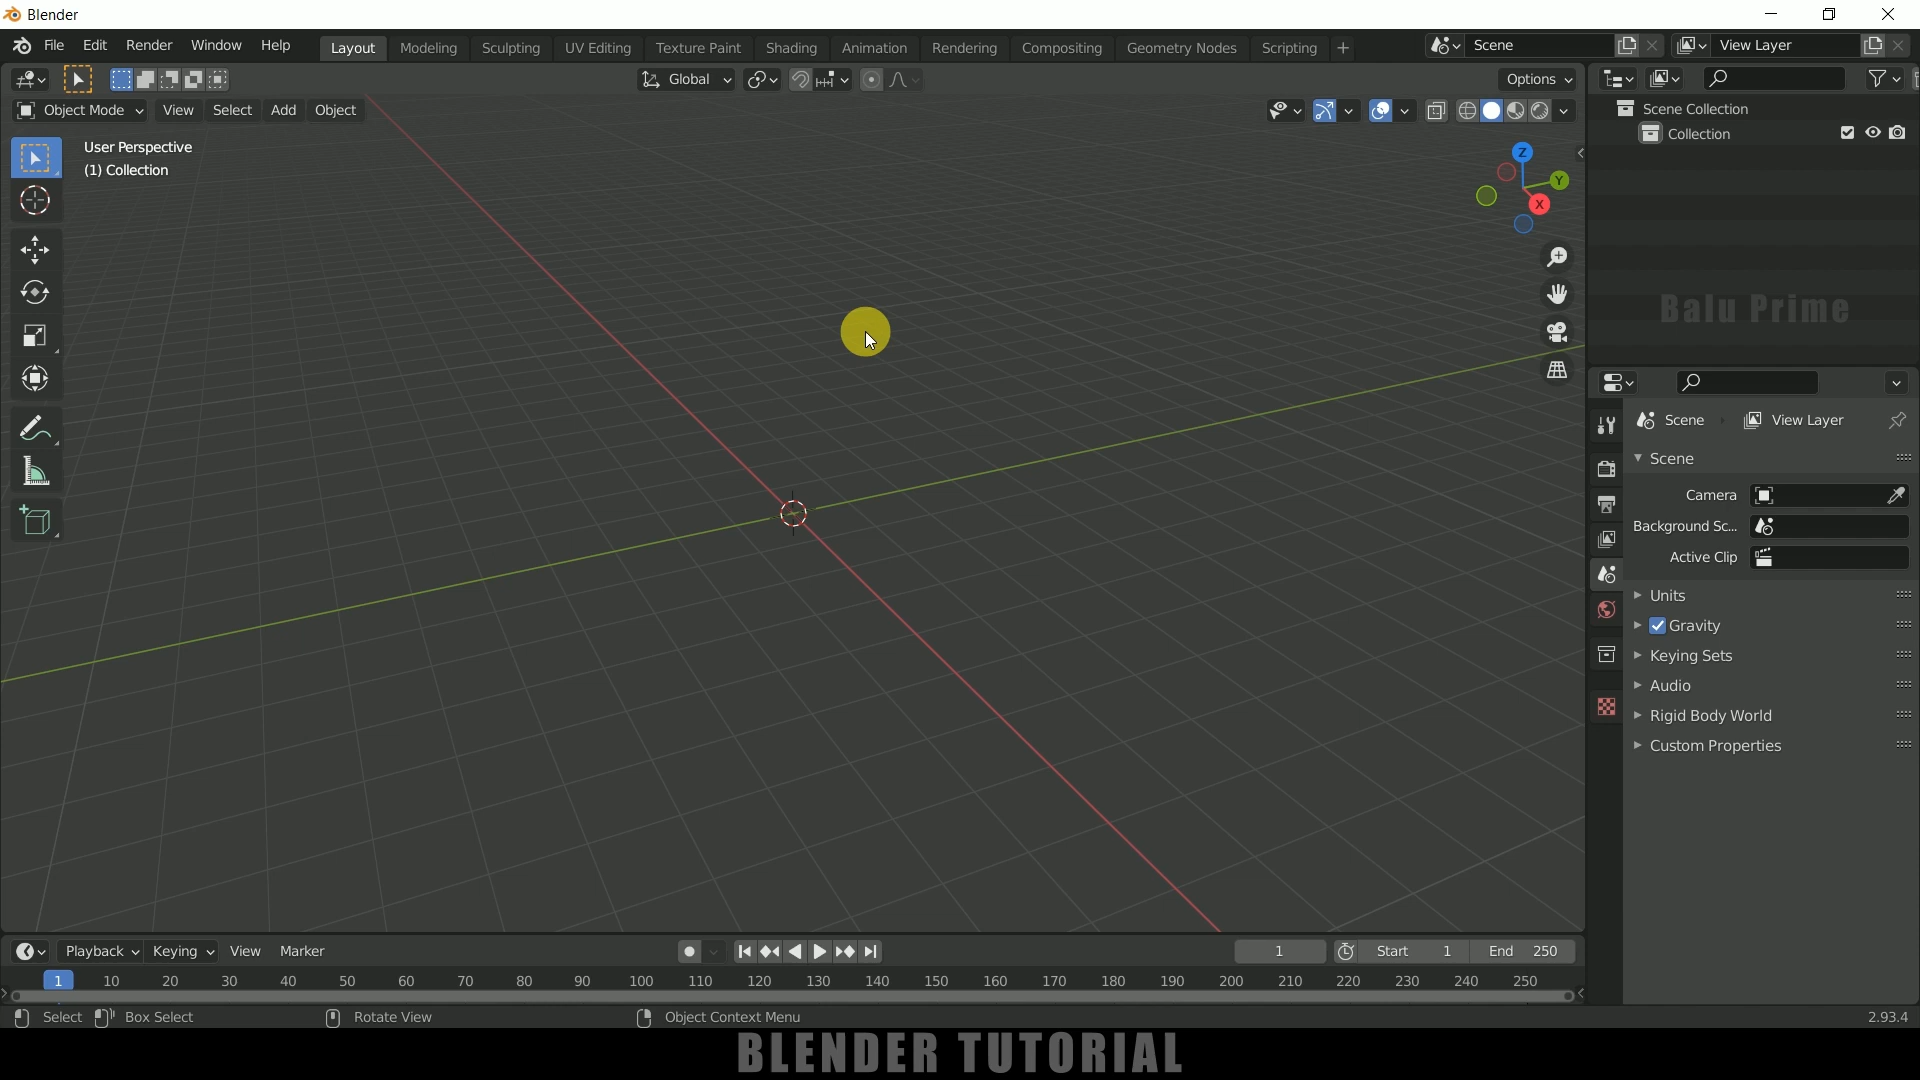 Blender
File Edit Render Window Help Layout Modeling Sculpting UV Editing Texture Paint Shading Animation Rendering Compositing Geometry Nodes Scripting + Scene View Layer
Global Options
Object Mode View Select Add Object
User Perspective
(1) Collection
Z
Y
X
Scene Collection
Collection
Balu Prime
Scene View Layer
Scene
Camera
Background Sc...
Active Clip
Units
Gravity
Keying Sets
Audio
Rigid Body World
Custom Properties
Playback Keying View Marker 1 Start 1 End 250
1 10 20 30 40 50 60 70 80 90 100 110 120 130 140 150 160 170 180 190 200 210 220 230 240 250
Select Box Select Rotate View Object Context Menu 2.93.4
BLENDER TUTORIAL